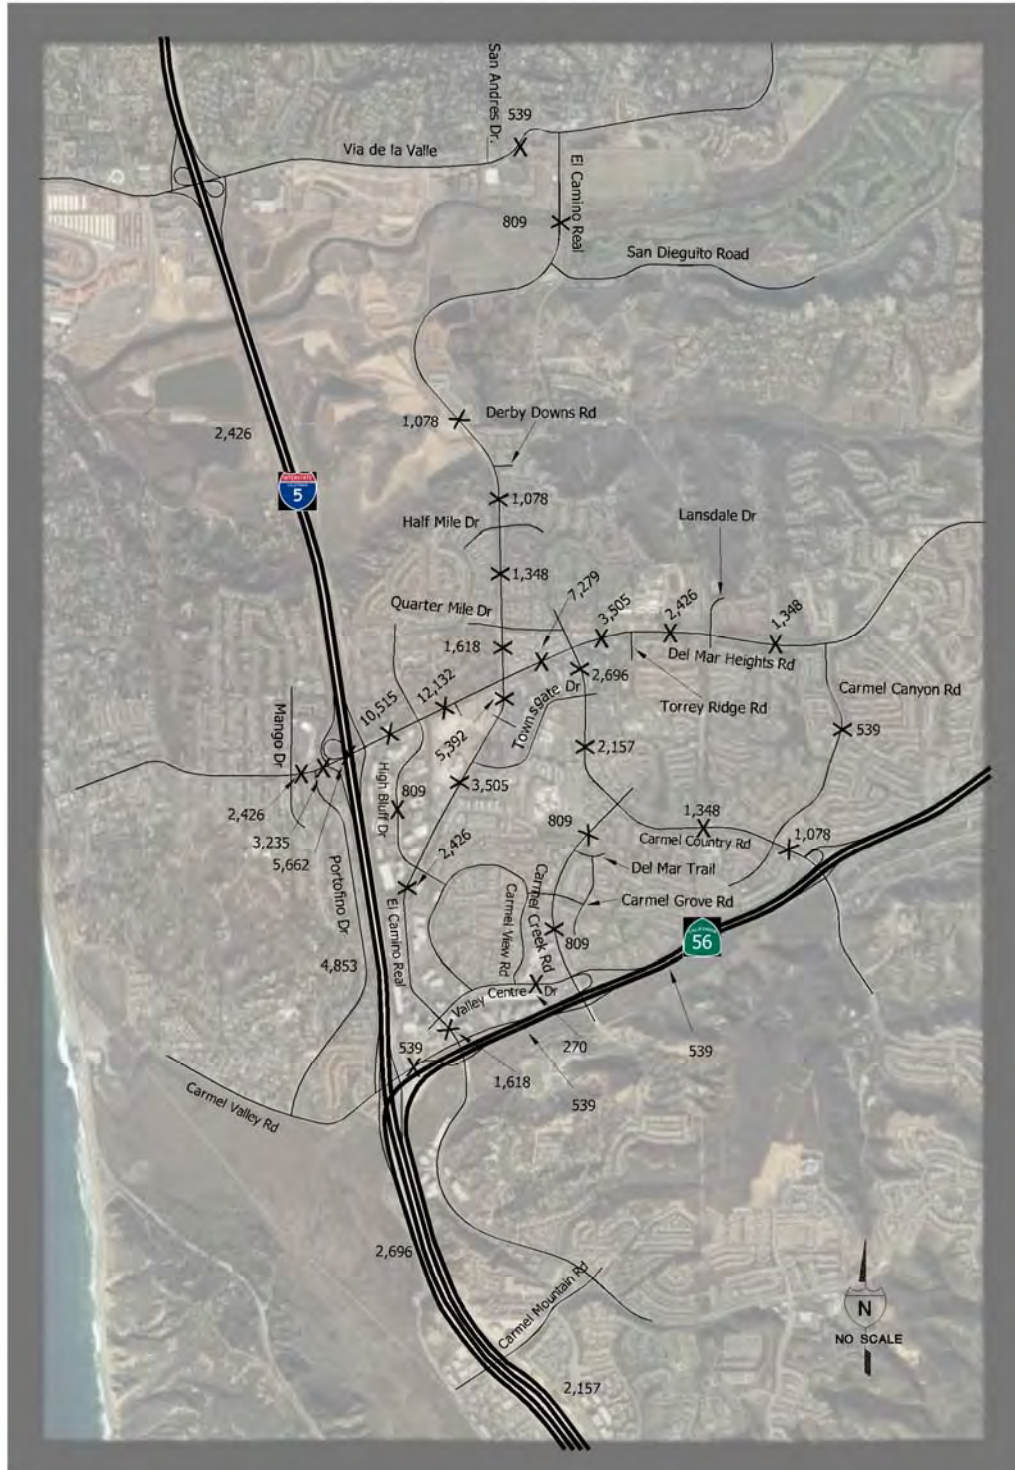 San Andres Dr.
539
Via de la Valle
El Camino Real
809
San Dieguito Road
1,078
Derby Downs Rd
2,426
INTERSTATE
CALIFORNIA
5
1,078
Half Mile Dr
Lansdale Dr
1,348
7,279
Quarter Mile Dr
3,505
2,426
1,348
1,618
Del Mar Heights Rd
2,696
12,132
10,515
Carmel Canyon Rd
Mango Dr
Townsgate Dr
Torrey Ridge Rd
5,392
539
2,157
High Bluff Dr
3,505
809
2,426
3,235
5,662
2,426
809
1,348
Carmel Country Rd
1,078
Portofino Dr
Del Mar Trail
El Camino Real
Carmel View Rd
Carmel Creek Rd
Carmel Grove Rd
809
CALIFORNIA
56
4,853
Valley Centre Dr
539
270
539
1,618
539
Carmel Valley Rd
2,696
Carmel Mountain Rd
N
NO SCALE
2,157